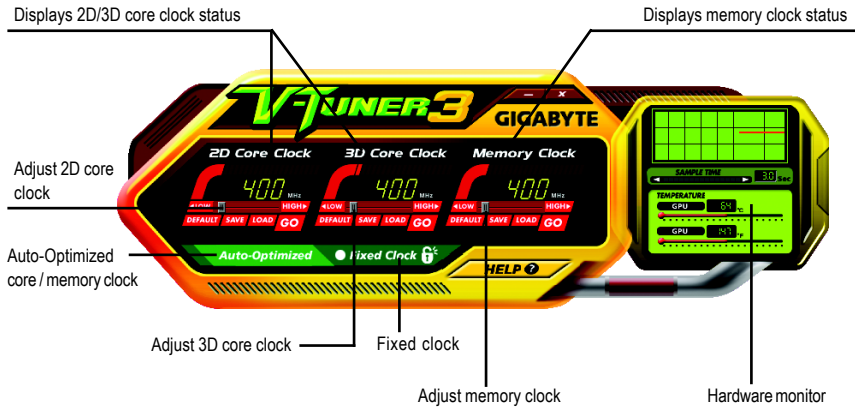 Displays 2D/3D core clock status
Displays memory clock status
V-TUNER3
GIGABYTE
2D Core Clock
3D Core Clock
Memory Clock
SAMPLE TIME
3.0 Sec
Adjust 2D core
clock
400 MHz
400 MHz
400 MHz
◄LOW HIGH►
◄LOW HIGH►
◄LOW HIGH►
DEFAULT SAVE LOAD GO
DEFAULT SAVE LOAD GO
DEFAULT SAVE LOAD GO
TEMPERATURE
GPU 64 °C
GPU 147 °F
Auto-Optimized
core / memory clock
Auto-Optimized
Fixed Clock
HELP ?
Adjust 3D core clock
Fixed clock
Adjust memory clock
Hardware monitor